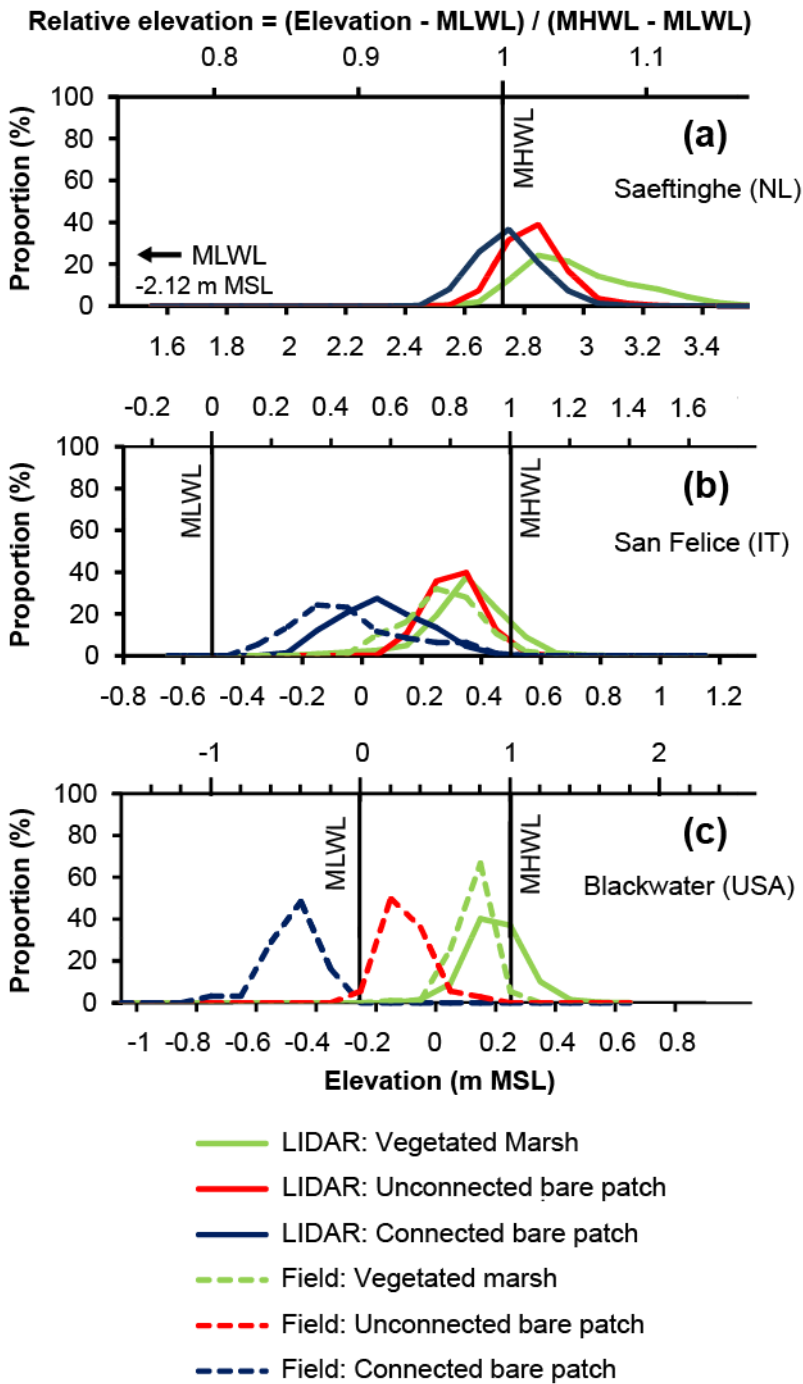 Relative elevation = (Elevation - MLWL) / (MHWL - MLWL)
0.8 0.9 1 1.1
100
80
60
40
20
0
Proportion (%)
MHWL
(a)
Saeftinghe (NL)
MLWL
-2.12 m MSL
1.6 1.8 2 2.2 2.4 2.6 2.8 3 3.2 3.4
-0.2 0 0.2 0.4 0.6 0.8 1 1.2 1.4 1.6
100
80
60
40
20
0
Proportion (%)
MLWL
MHWL
(b)
San Felice (IT)
-0.8 -0.6 -0.4 -0.2 0 0.2 0.4 0.6 0.8 1 1.2
-1 0 1 2
100
80
60
40
20
0
Proportion (%)
MLWL
MHWL
(c)
Blackwater (USA)
-1 -0.8 -0.6 -0.4 -0.2 0 0.2 0.4 0.6 0.8
Elevation (m MSL)
LIDAR: Vegetated Marsh
LIDAR: Unconnected bare patch
LIDAR: Connected bare patch
Field: Vegetated marsh
Field: Unconnected bare patch
Field: Connected bare patch